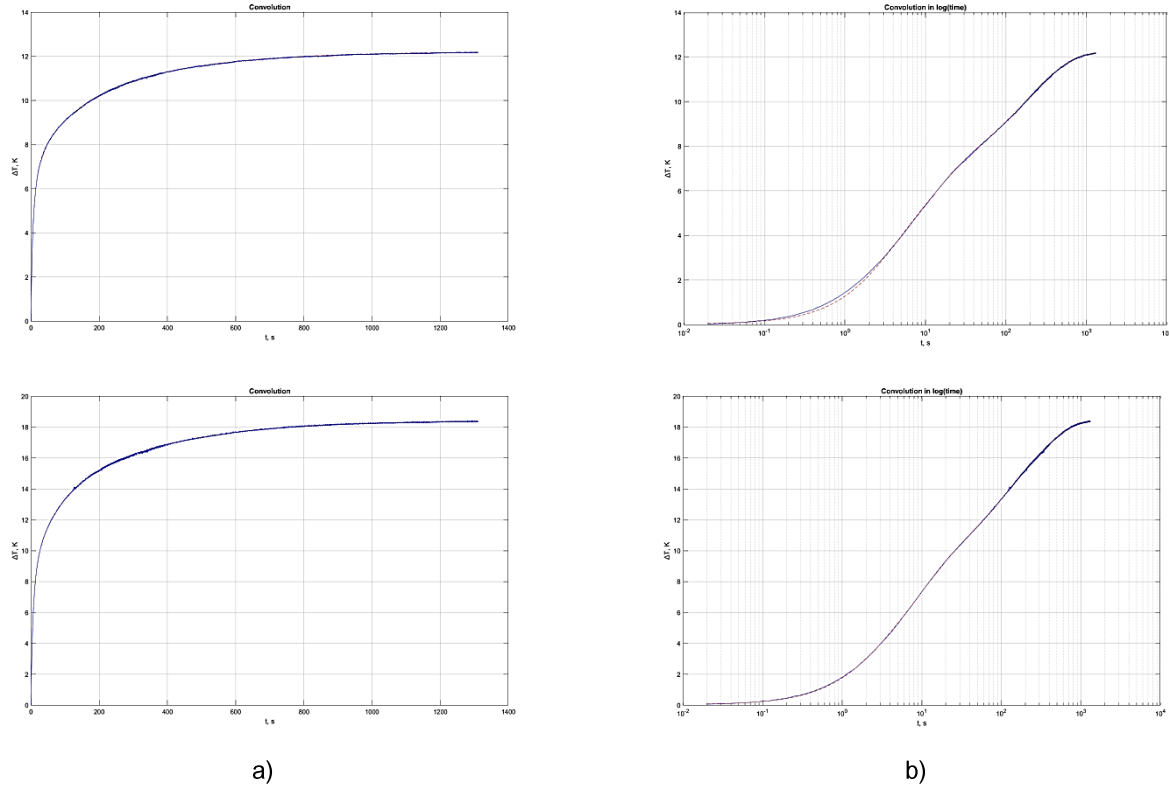 Convolution
14
12
10
8
6
4
2
0
ΔT, K
0 200 400 600 800 1000 1200 1400
t, s
Convolution in log(time)
14
12
10
8
6
4
2
0
ΔT, K
10-2 10-1 100 101 102 103 10
t, s
Convolution
20
18
16
14
12
10
8
6
4
2
0
ΔT, K
0 200 400 600 800 1000 1200 1400
t, s
Convolution in log(time)
20
18
16
14
12
10
8
6
4
2
0
ΔT, K
10-2 10-1 100 101 102 103 104
t, s
a)
b)